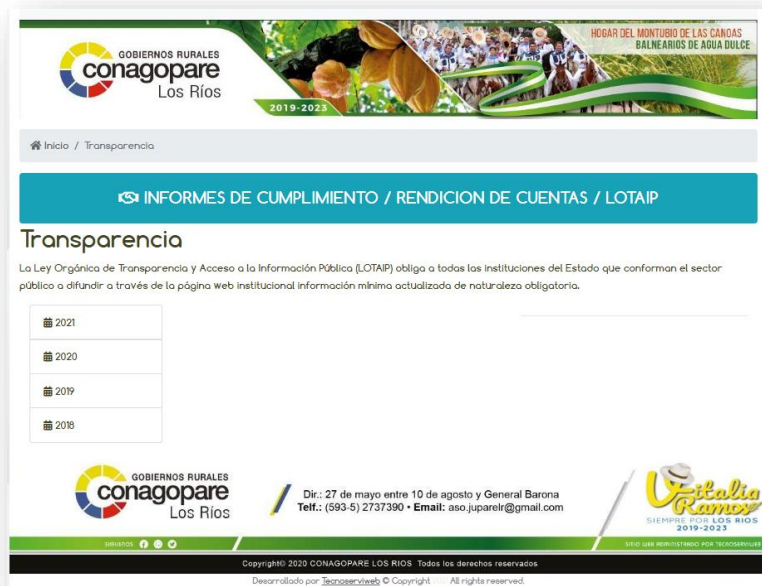 GOBIERNOS RURALES
conagopare
Los Ríos
2019-2023
HOGAR DEL MONTUBIO DE LAS CANOAS
BALNEARIOS DE AGUA DULCE
Inicio / Transparencia
INFORMES DE CUMPLIMIENTO / RENDICION DE CUENTAS / LOTAIP
Transparencia
La Ley Orgánica de Transparencia y Acceso a la Información Pública (LOTAIP) obliga a todas las instituciones del Estado que conforman el sector
público a difundir a través de la página web institucional información mínima actualizada de naturaleza obligatoria.
2021
2020
2019
2018
GOBIERNOS RURALES
conagopare
Los Ríos
Dir.: 27 de mayo entre 10 de agosto y General Barona
Telf.: (593-5) 2737390 • Email: aso.juparelr@gmail.com
Vitalia
Ramos
SIEMPRE POR LOS RIOS
2019-2023
SIGUENOS
SITIO WEB ADMINISTRADO POR TECNOSERVIWEB
Copyright© 2020 CONAGOPARE LOS RIOS Todos los derechos reservados
Desarrollado por Tecnoserviweb © Copyright All rights reserved.